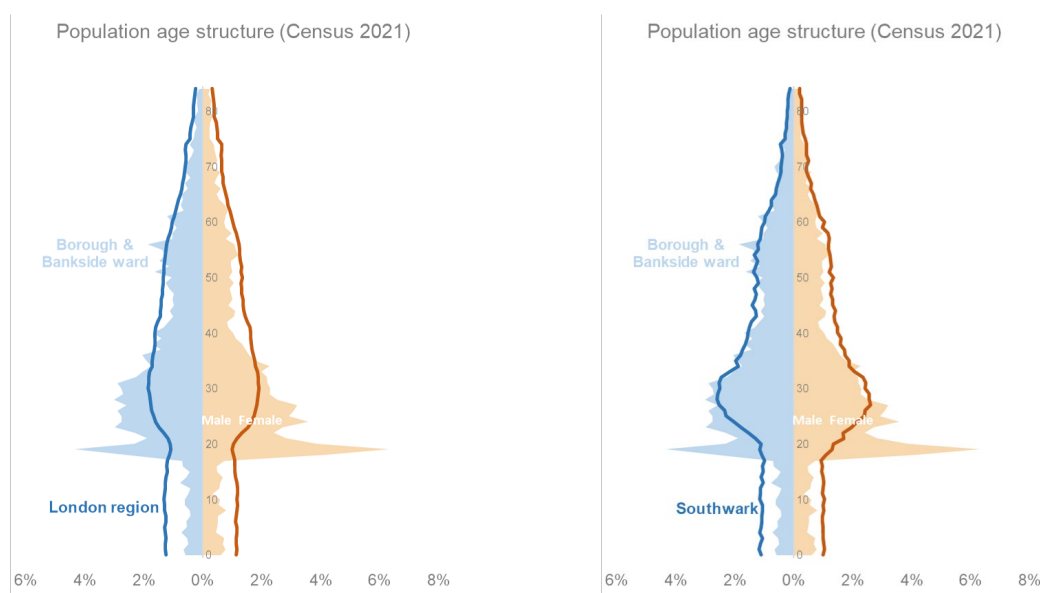 Population age structure (Census 2021)
80
70
60
Borough &
Bankside ward
50
40
30
Male Female
20
London region
10
0
6% 4% 2% 0% 2% 4% 6% 8%
Population age structure (Census 2021)
80
70
60
Borough &
Bankside ward
50
40
30
Male Female
20
Southwark
10
0
6% 4% 2% 0% 2% 4% 6% 8%